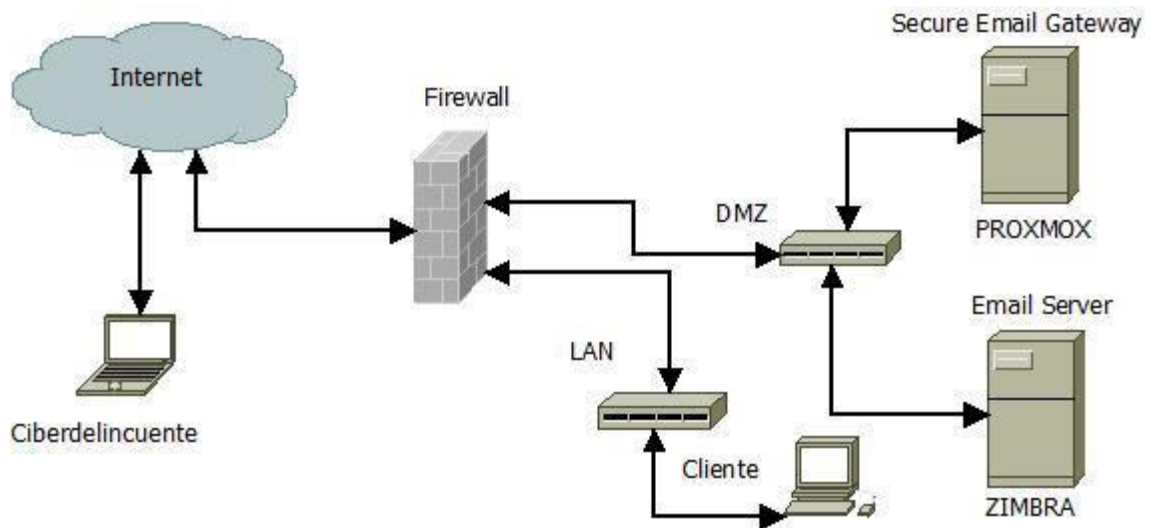 Secure Email Gateway
Internet
Firewall
DMZ
PROXMOX
Email Server
LAN
Ciberdelincuente
Cliente
ZIMBRA